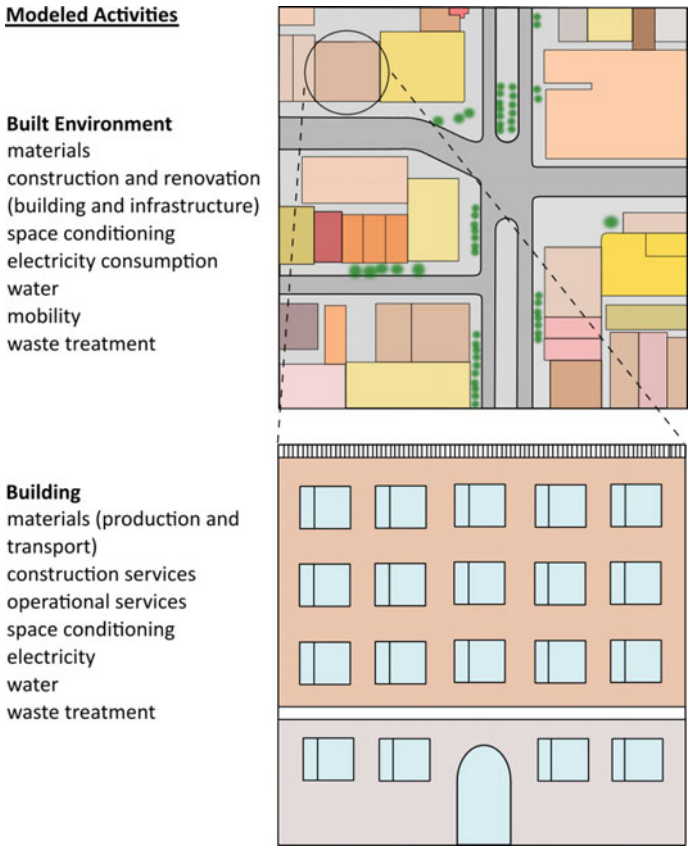 Modeled Activities
Built Environment
materials
construction and renovation
(building and infrastructure)
space conditioning
electricity consumption
water
mobility
waste treatment
Building
materials (production and
transport)
construction services
operational services
space conditioning
electricity
water
waste treatment